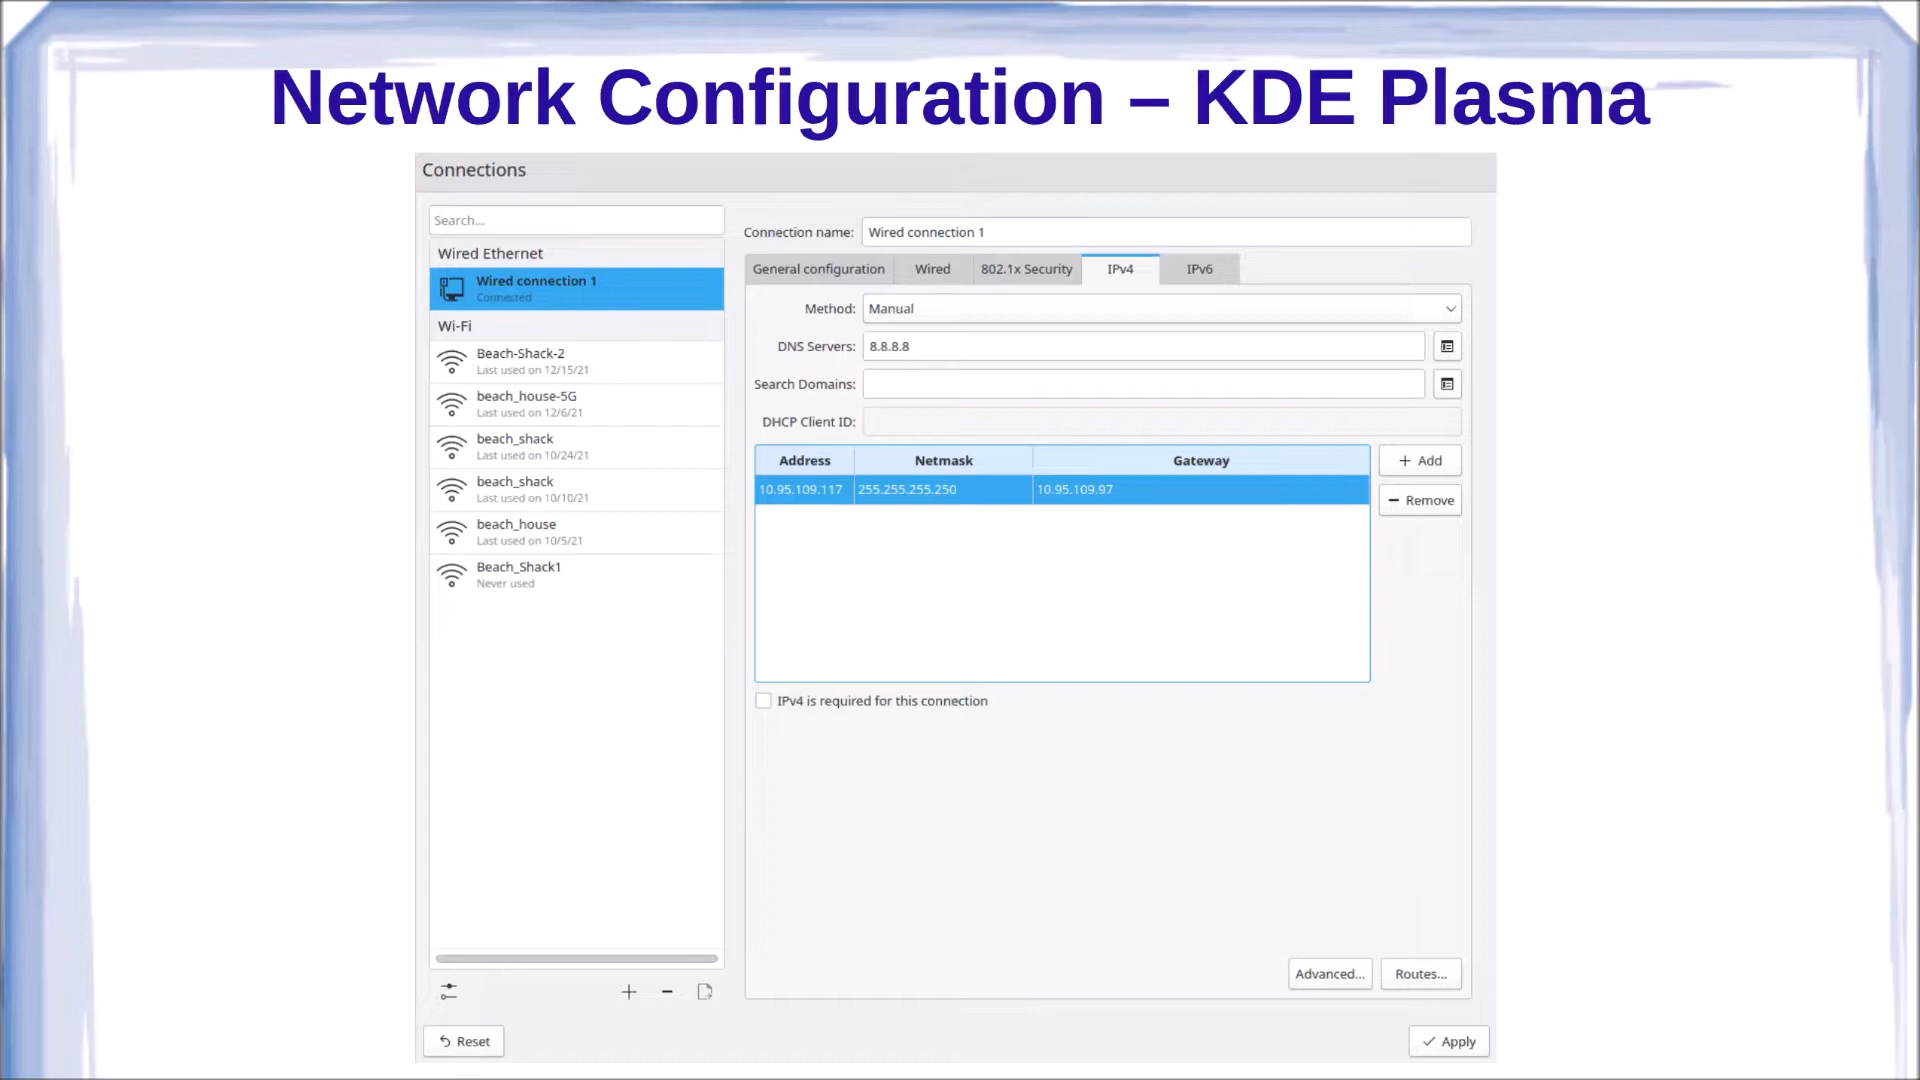 Network Configuration – KDE Plasma
Connections
Search...
Wired Ethernet
Wired connection 1
Connected
Wi-Fi
Beach-Shack-2
Last used on 12/15/21
beach_house-5G
Last used on 12/6/21
beach_shack
Last used on 10/24/21
beach_shack
Last used on 10/10/21
beach_house
Last used on 10/5/21
Beach_Shack1
Never used
Connection name: Wired connection 1
General configuration Wired 802.1x Security IPv4 IPv6
Method: Manual
DNS Servers: 8.8.8.8
Search Domains:
DHCP Client ID:
Address Netmask Gateway
10.95.109.117 255.255.255.250 10.95.109.97
+ Add
− Remove
IPv4 is required for this connection
Advanced... Routes...
Reset
Apply